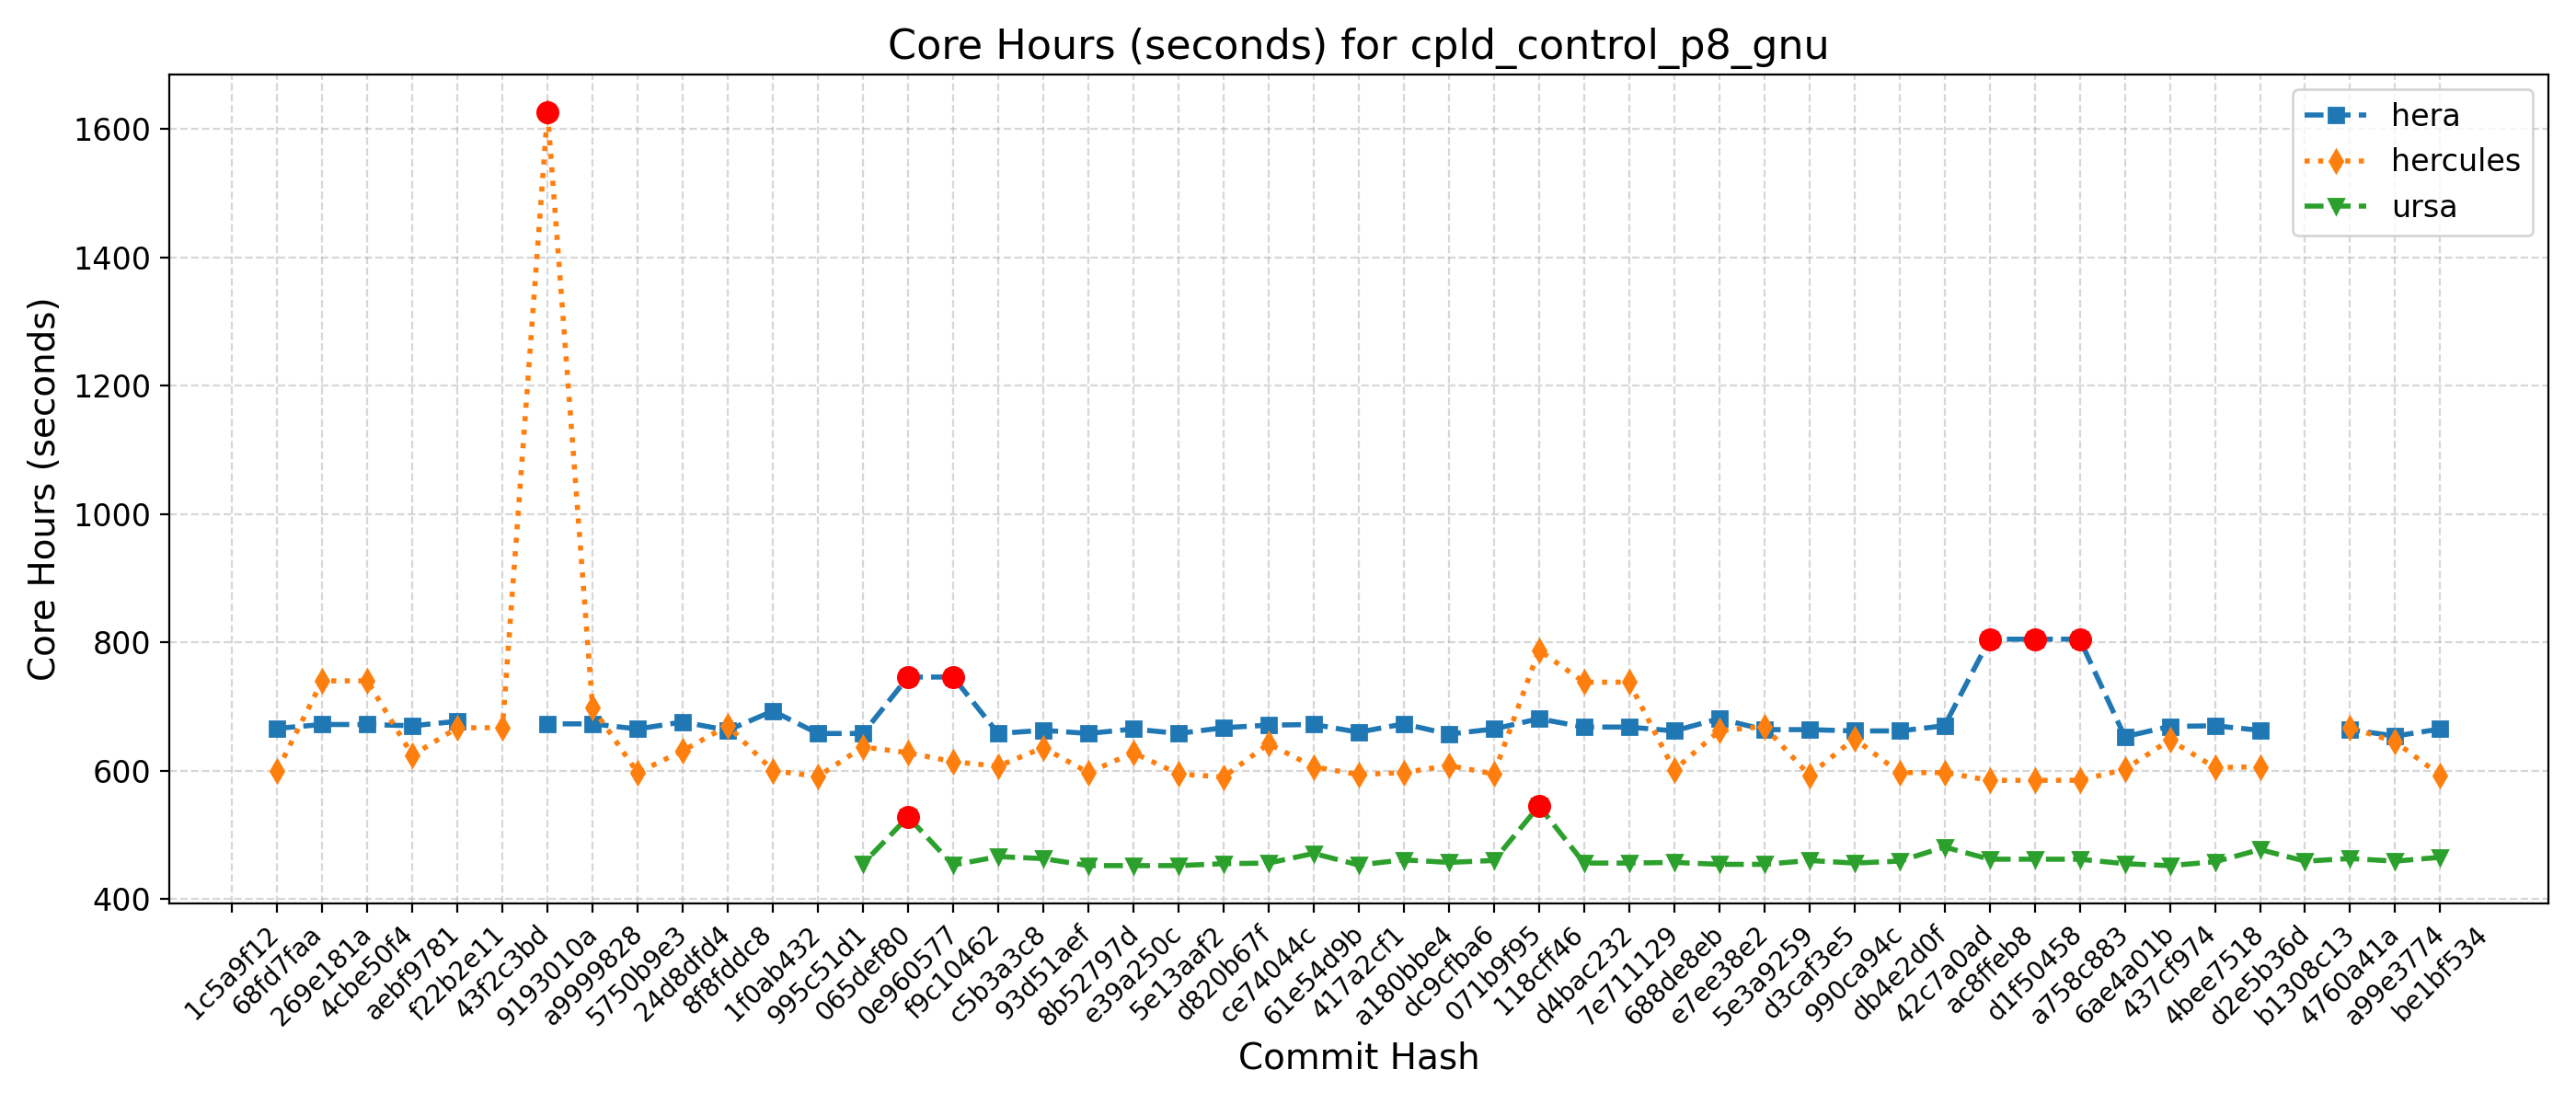 Core Hours (seconds) for cpld_control_p8_gnu
hera
hercules
ursa
Core Hours (seconds)
1600
1400
1200
1000
800
600
400
1c5a9f12
68fd7faa
269e181a
4cbe50f4
aebf9781
f22b2e11
43f2c3bd
9193010a
a9999828
5750b9e3
24d8dfd4
8f8fddc8
1f0ab432
995c51d1
065def80
0e960577
f9c10462
c5b3a3c8
93d51aef
8b52797d
e39a250c
5e13aaf2
d820b67f
ce74044c
61e54d9b
417a2cf1
a180bbe4
dc9cfba6
071b9f95
118cff46
d4bac232
7e711129
688de8eb
e7ee38e2
5e3a9259
d3caf3e5
990ca94c
db4e2d0f
42c7a0ad
ac8ffeb8
d1f50458
a758c883
6ae4a01b
437cf974
4bee7518
d2e5b36d
b1308c13
4760a41a
a99e3774
be1bf534
Commit Hash